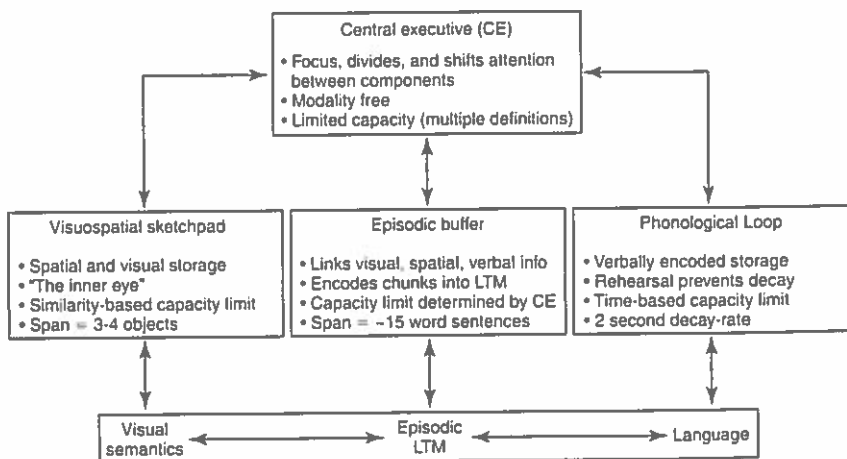 Central executive (CE)
• Focus, divides, and shifts attention
between components
• Modality free
• Limited capacity (multiple definitions)
Visuospatial sketchpad
• Spatial and visual storage
• "The inner eye"
• Similarity-based capacity limit
• Span = 3-4 objects
Episodic buffer
• Links visual, spatial, verbal info
• Encodes chunks into LTM
• Capacity limit determined by CE
• Span = ~15 word sentences
Phonological Loop
• Verbally encoded storage
• Rehearsal prevents decay
• Time-based capacity limit
• 2 second decay-rate
Visual
semantics
Episodic
LTM
Language